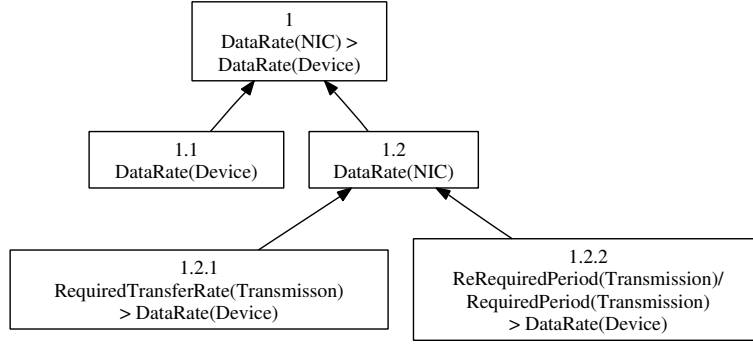 1
DataRate(NIC) >
DataRate(Device)
1.1
DataRate(Device)
1.2
DataRate(NIC)
1.2.1
RequiredTransferRate(Transmisson)
> DataRate(Device)
1.2.2
ReRequiredPeriod(Transmission)/
RequiredPeriod(Transmission)
> DataRate(Device)